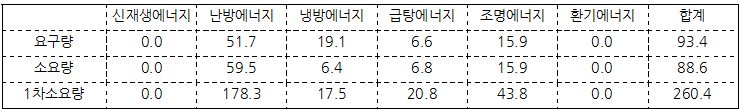 신재생에너지 난방에너지 냉방에너지 급탕에너지 조명에너지 환기에너지 합계
요구량 0.0 51.7 19.1 6.6 15.9 0.0 93.4
소요량 0.0 59.5 6.4 6.8 15.9 0.0 88.6
1차소요량 0.0 178.3 17.5 20.8 43.8 0.0 260.4